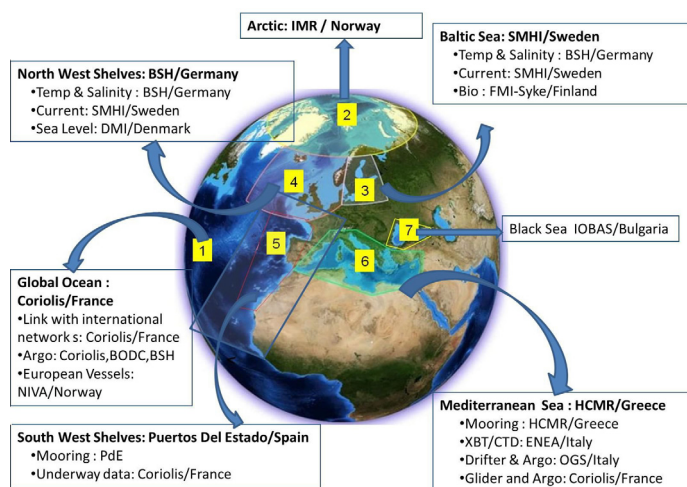 Arctic: IMR / Norway
Baltic Sea: SMHI/Sweden
•Temp & Salinity : BSH/Germany
•Current: SMHI/Sweden
•Bio : FMI-Syke/Finland
North West Shelves: BSH/Germany
•Temp & Salinity : BSH/Germany
•Current: SMHI/Sweden
•Sea Level: DMI/Denmark
2
4
3
7
1
5
6
Black Sea IOBAS/Bulgaria
Global Ocean :
Coriolis/France
•Link with international
network s: Coriolis/France
•Argo: Coriolis,BODC,BSH
•European Vessels:
NIVA/Norway
South West Shelves: Puertos Del Estado/Spain
•Mooring : PdE
•Underway data: Coriolis/France
Mediterranean Sea : HCMR/Greece
•Mooring : HCMR/Greece
•XBT/CTD: ENEA/Italy
•Drifter & Argo: OGS/Italy
•Glider and Argo: Coriolis/France